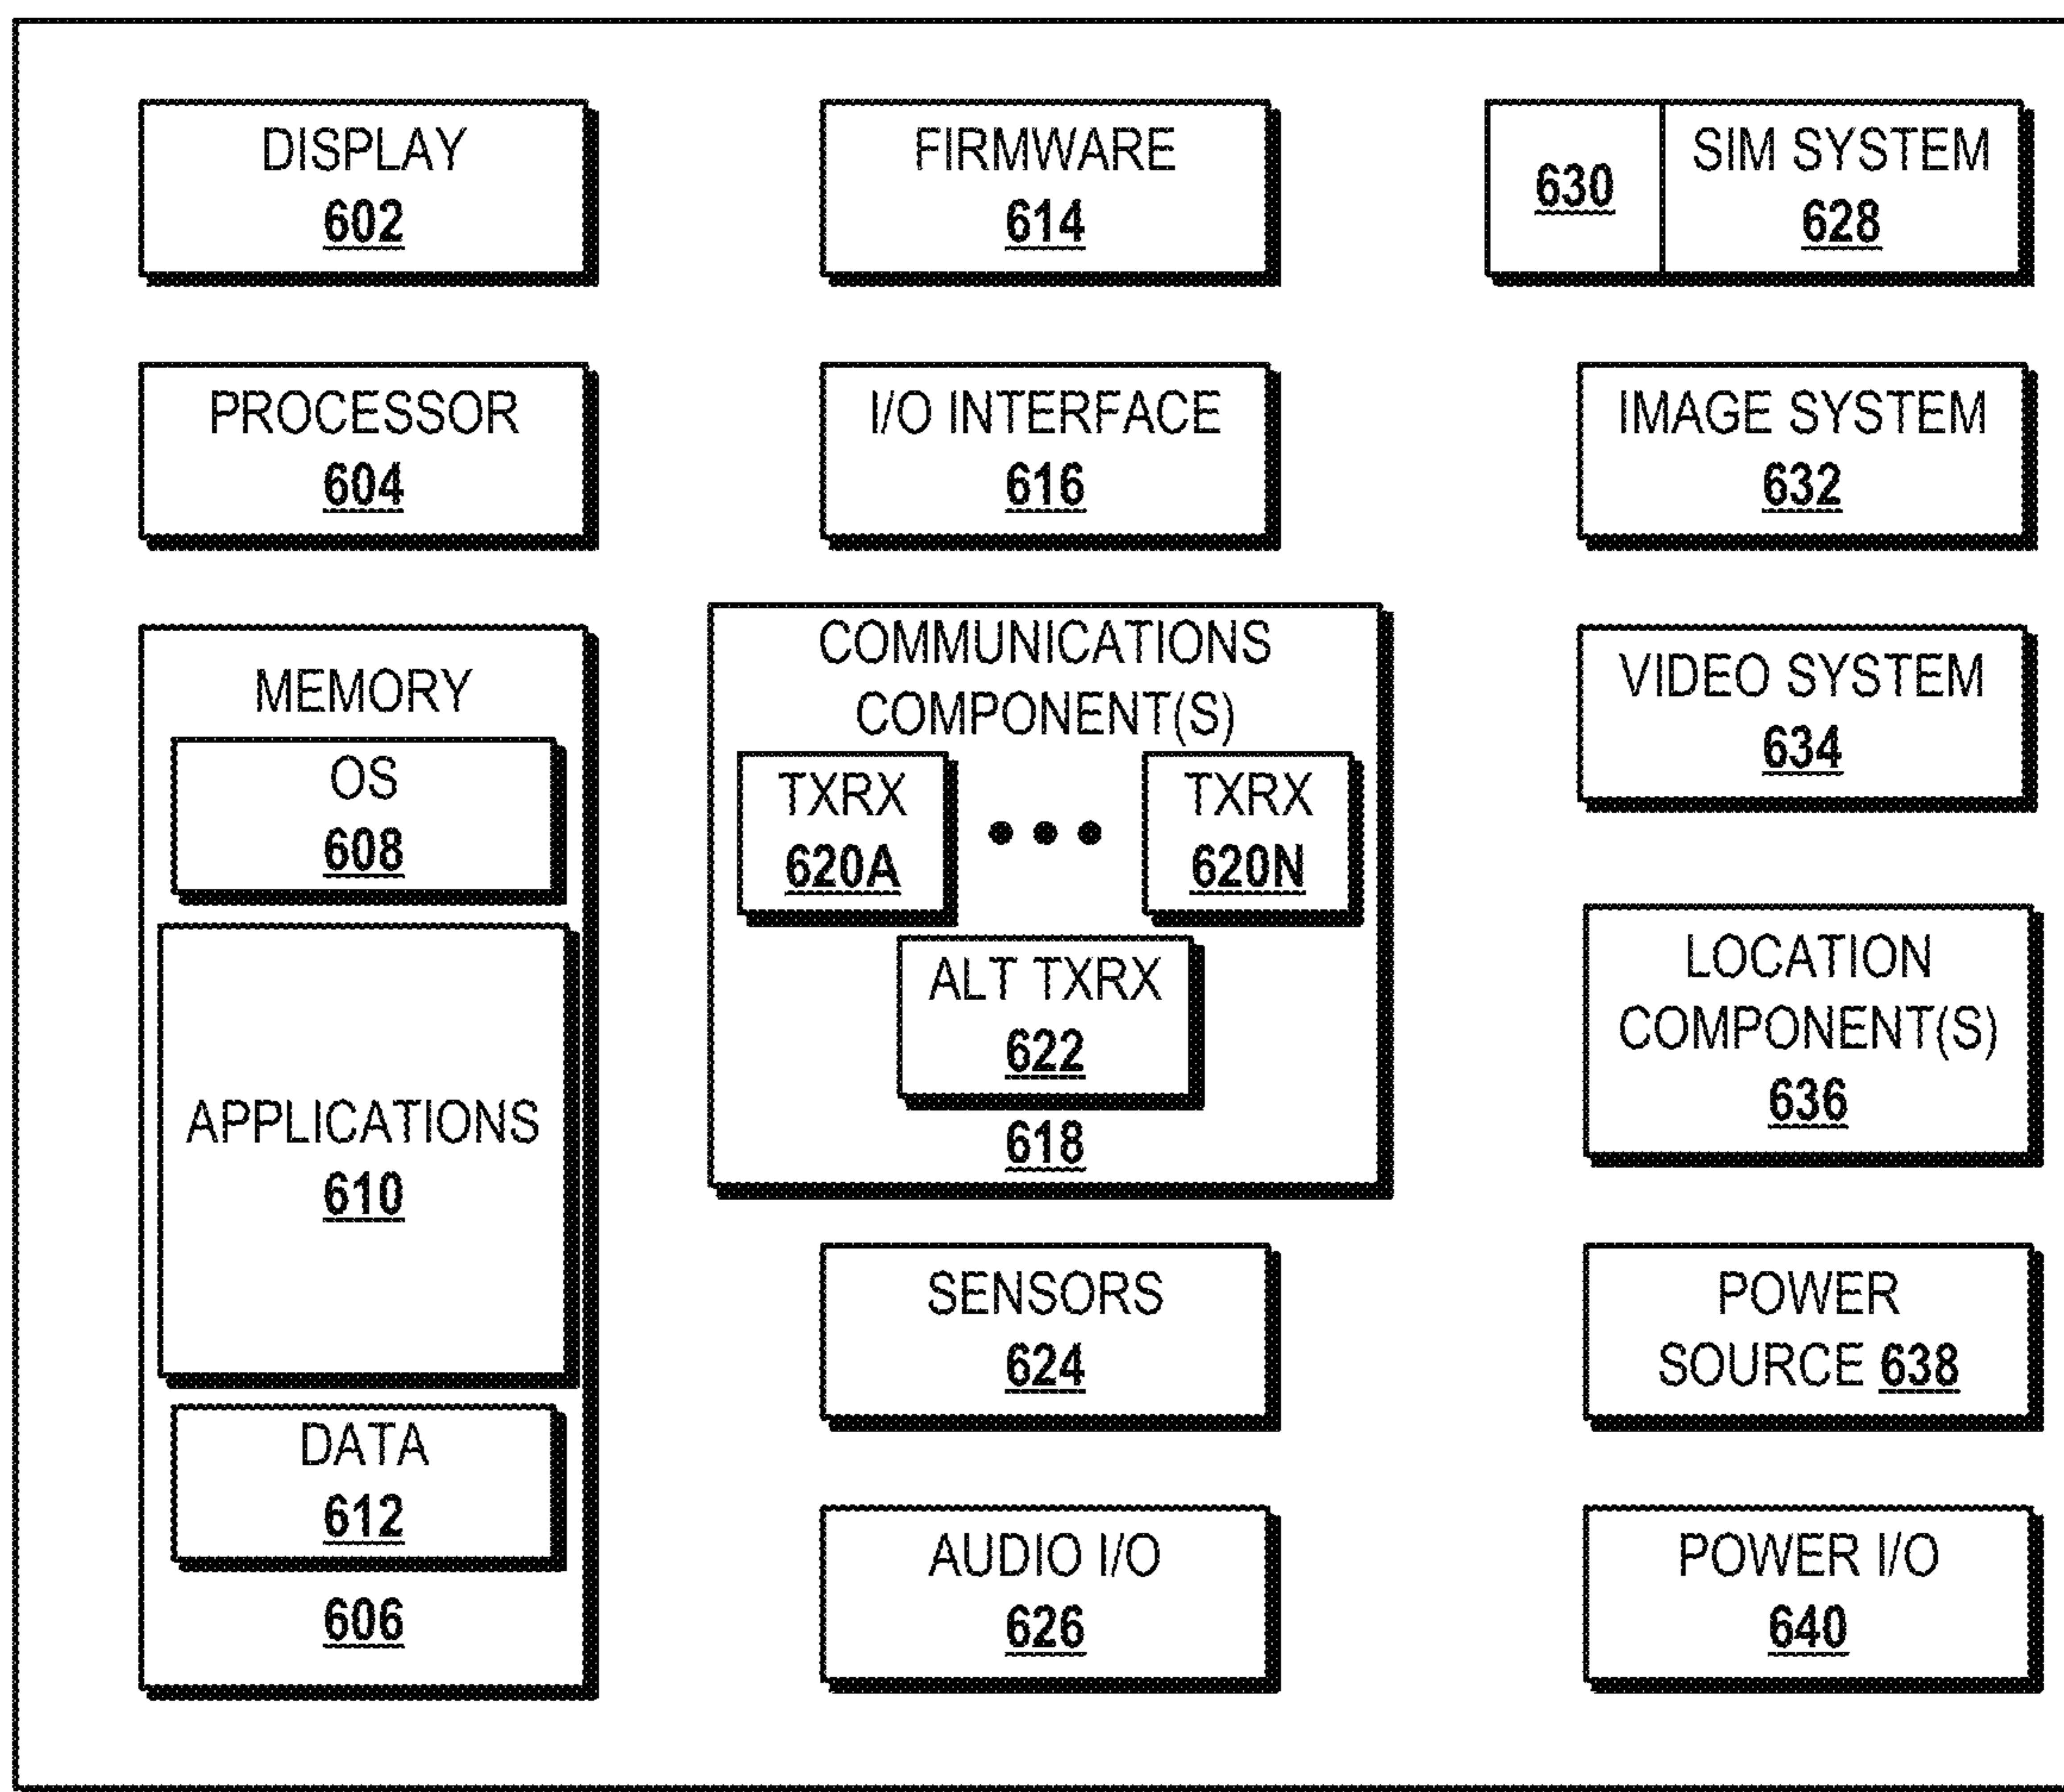 DISPLAY
602
PROCESSOR
604
MEMORY
OS
608
APPLICATIONS
610
DATA
612
606
FIRMWARE
614
I/O INTERFACE
616
COMMUNICATIONS
COMPONENT(S)
TXRX
620A
TXRX
620N
ALT TXRX
622
618
SENSORS
624
AUDIO I/O
626
630
SIM SYSTEM
628
IMAGE SYSTEM
632
VIDEO SYSTEM
634
LOCATION
COMPONENT(S)
636
POWER
SOURCE 638
POWER I/O
640